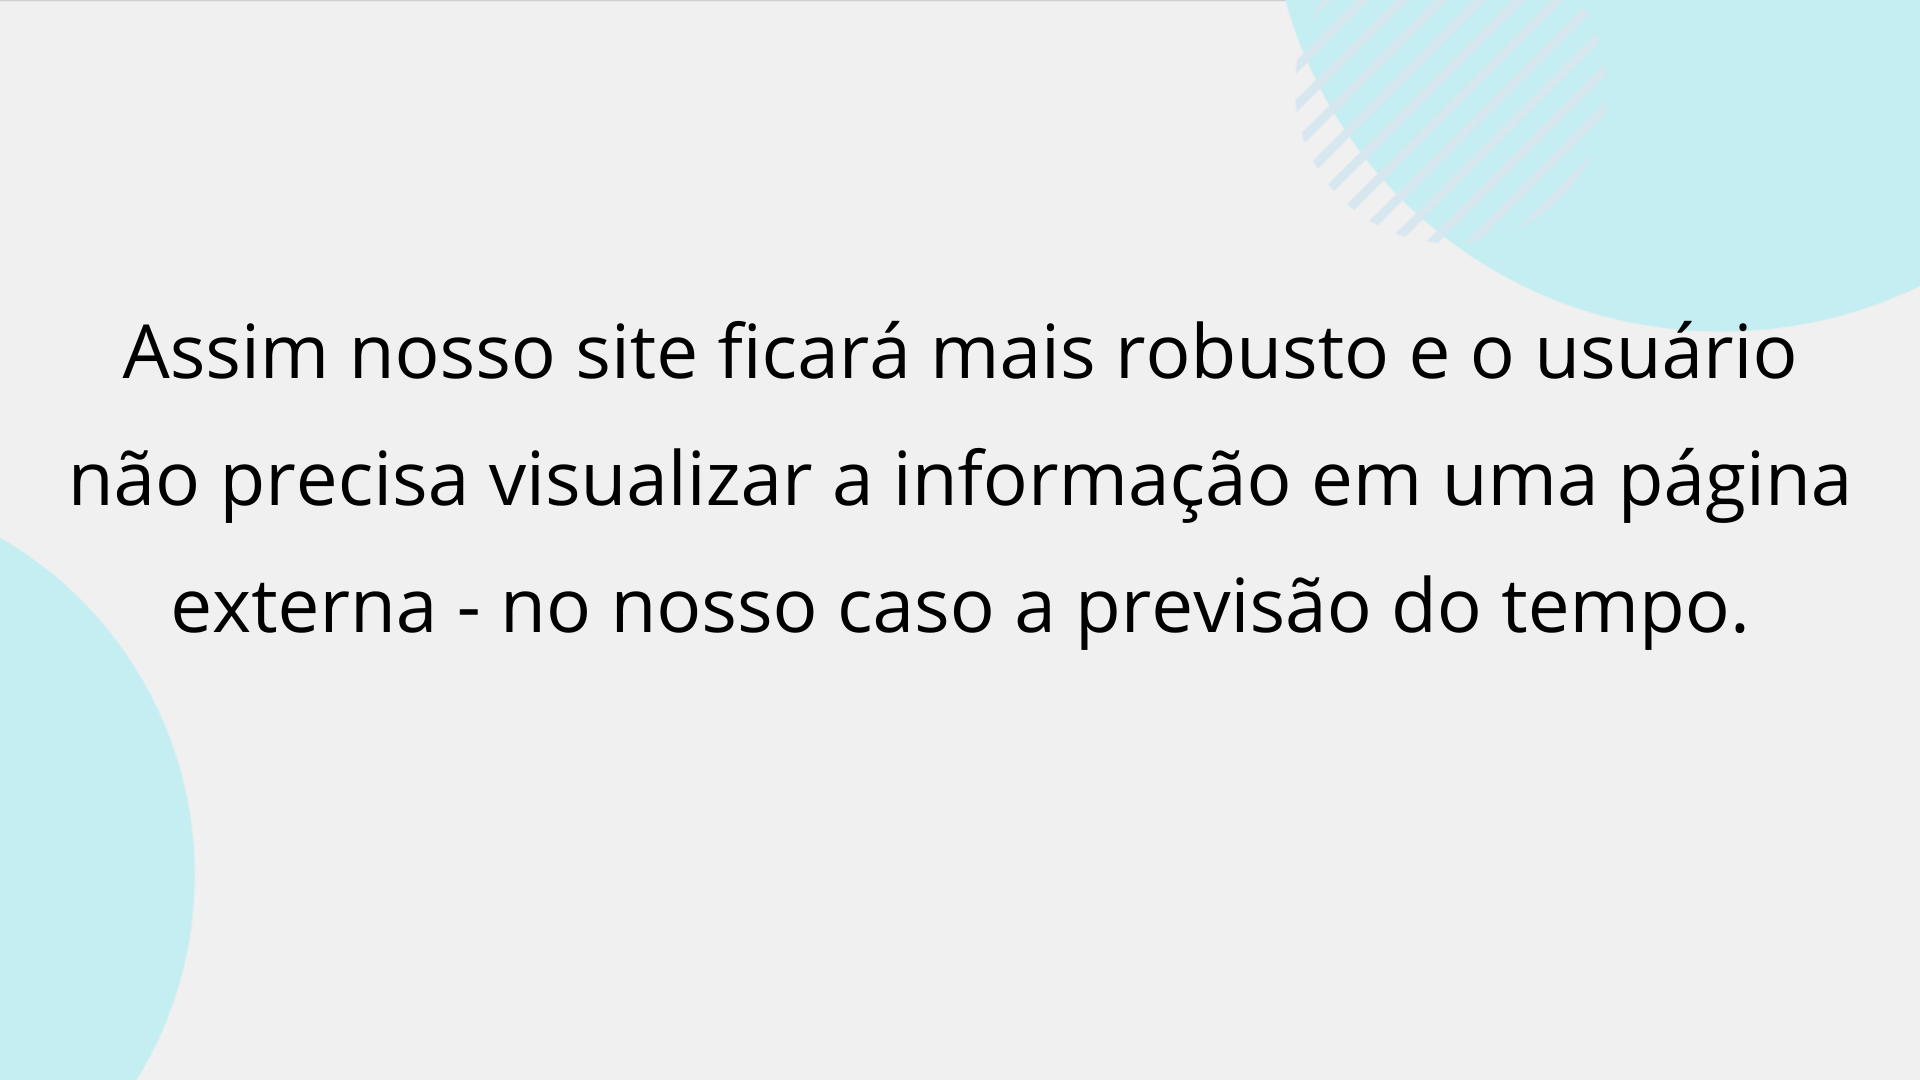 Assim nosso site ficará mais robusto e o usuário
não precisa visualizar a informação em uma página
externa - no nosso caso a previsão do tempo.